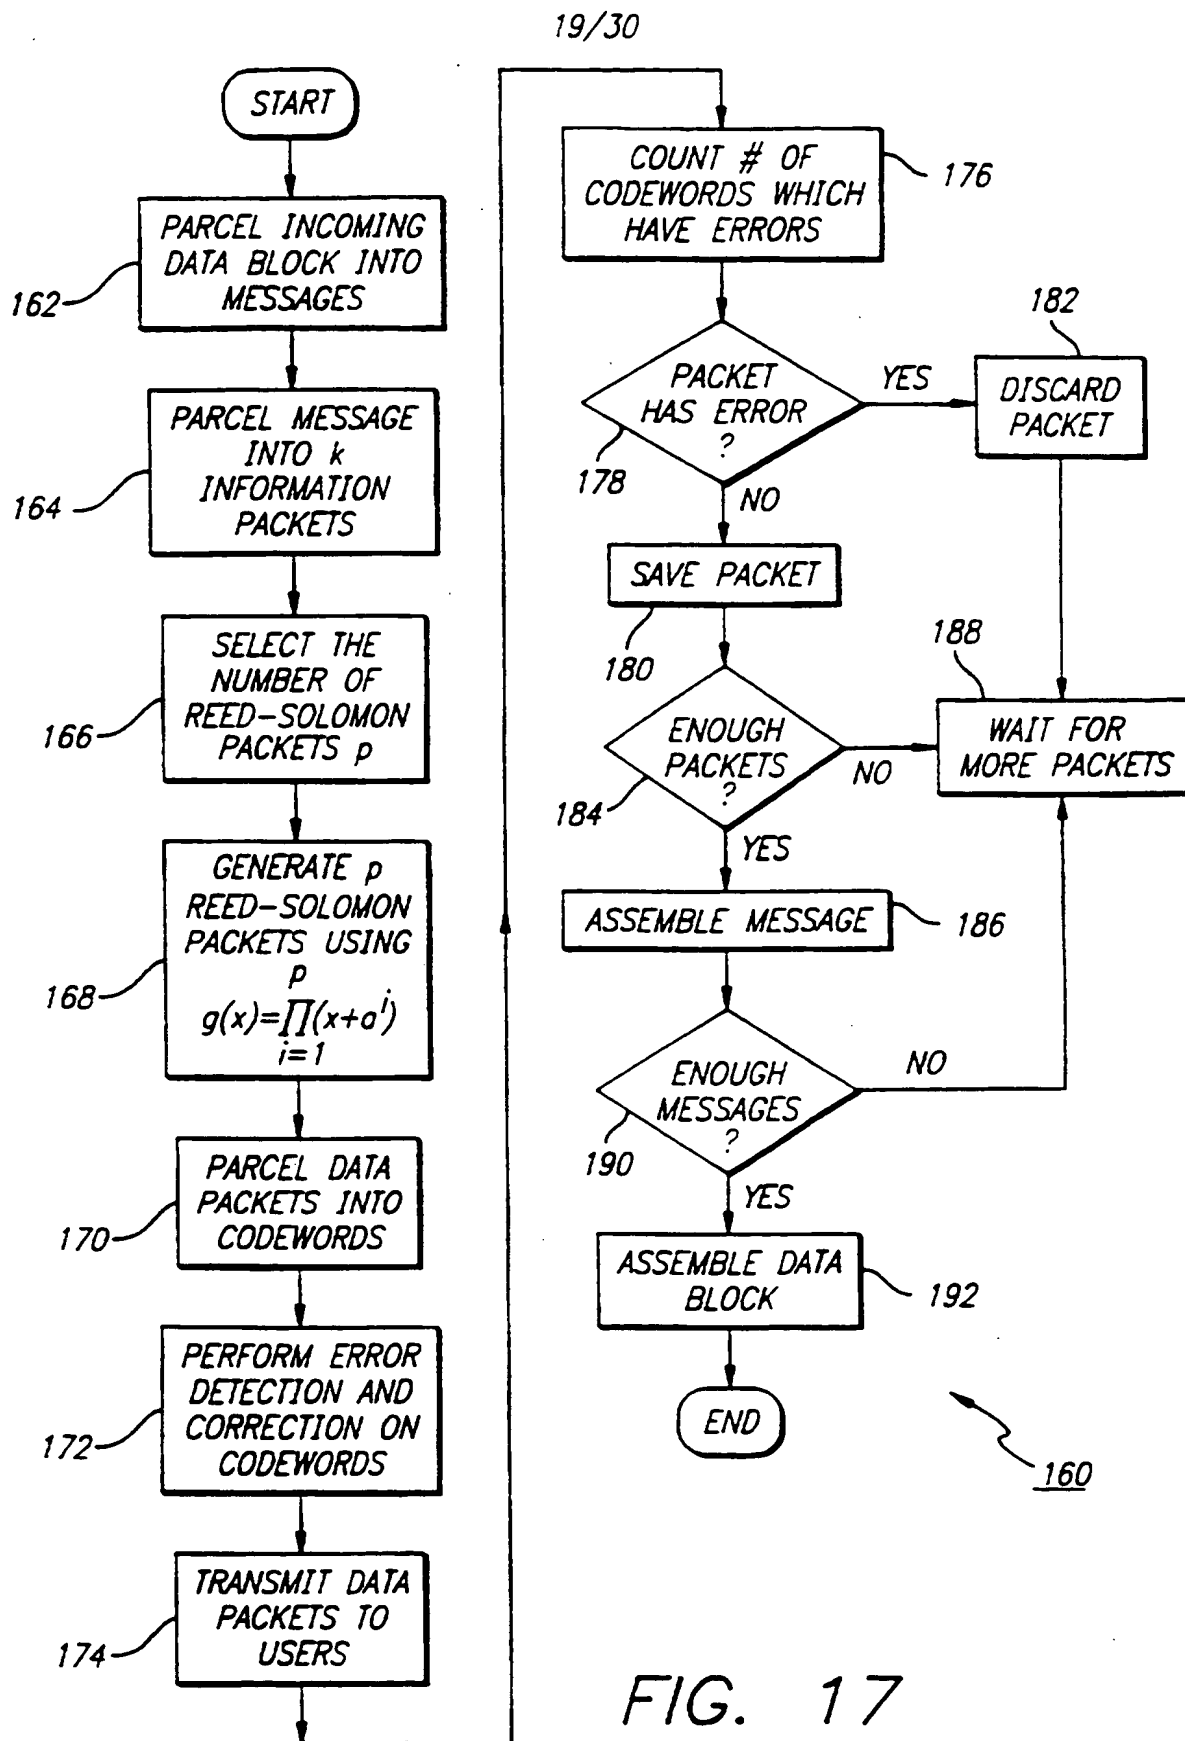 19/30
START
PARCEL INCOMING
DATA BLOCK INTO
MESSAGES
162
PARCEL MESSAGE
INTO k
INFORMATION
PACKETS
164
SELECT THE
NUMBER OF
REED-SOLOMON
PACKETS p
166
GENERATE p
REED-SOLOMON
PACKETS USING
p
g(x)=∏(x+a^i)
i=1
168
PARCEL DATA
PACKETS INTO
CODEWORDS
170
PERFORM ERROR
DETECTION AND
CORRECTION ON
CODEWORDS
172
TRANSMIT DATA
PACKETS TO
USERS
174
COUNT # OF
CODEWORDS WHICH
HAVE ERRORS
176
PACKET
HAS ERROR
?
178
YES
182
DISCARD
PACKET
NO
SAVE PACKET
180
ENOUGH
PACKETS
?
184
NO
188
WAIT FOR
MORE PACKETS
YES
ASSEMBLE MESSAGE
186
ENOUGH
MESSAGES
?
190
NO
YES
ASSEMBLE DATA
BLOCK
192
END
160
FIG. 17